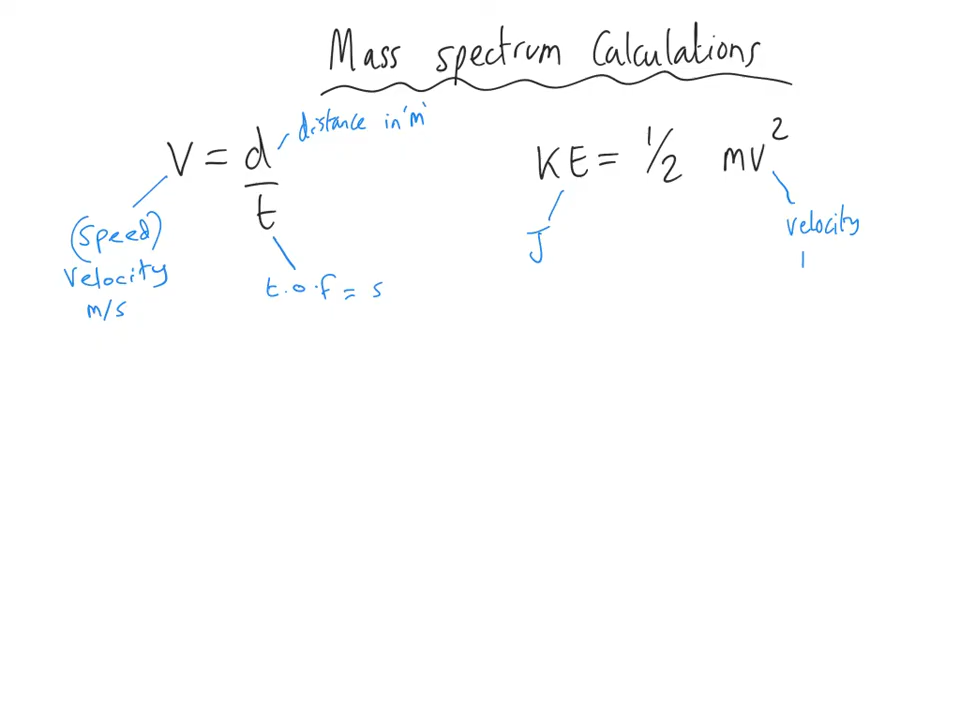 Mass spectrum Calculations
V = d/t
distance in 'm'
(Speed)
Velocity
m/s
t.o.f = s
KE = 1/2 mv²
J
velocity